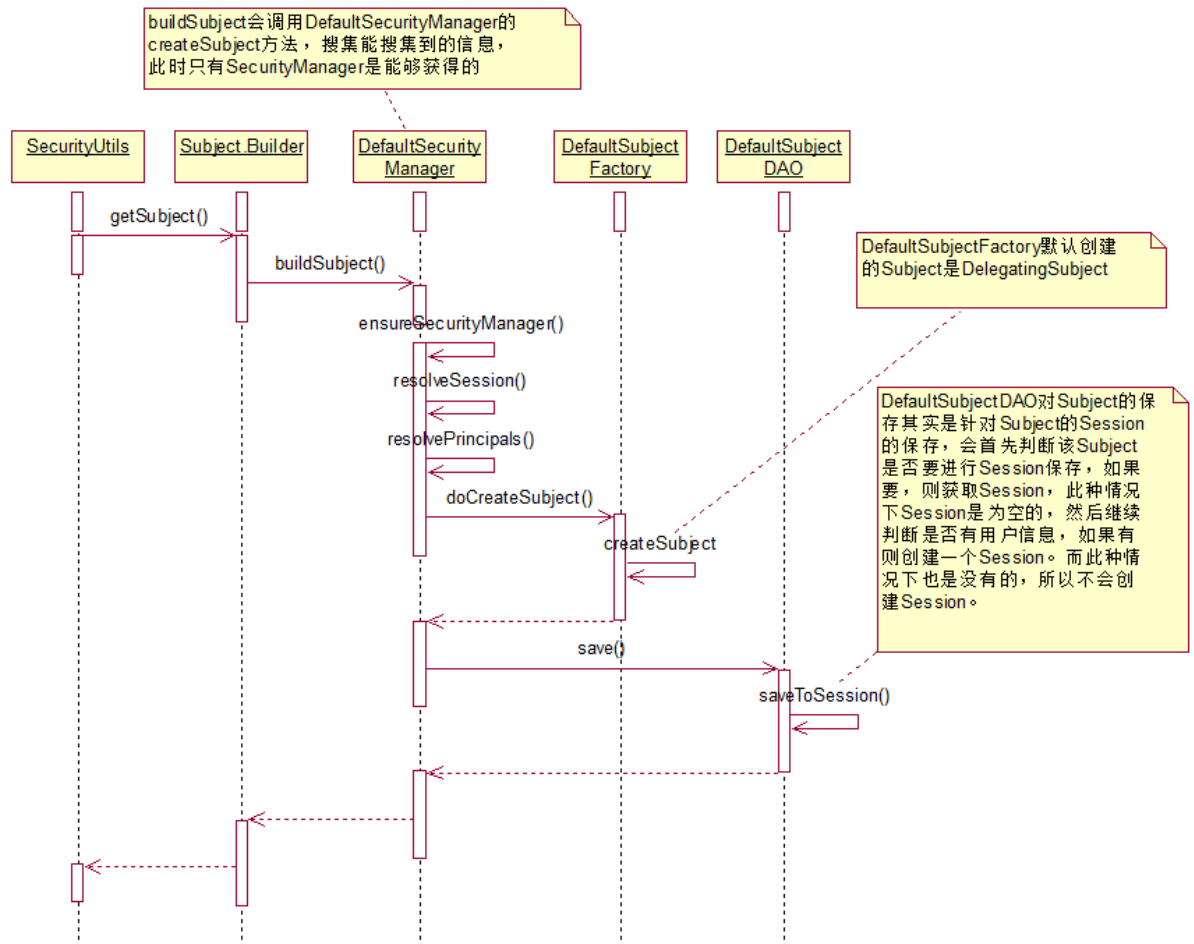 buildSubject会调用DefaultSecurityManager的
createSubject方法，搜集能搜集到的信息，
此时只有SecurityManager是能够获得的
SecurityUtils
Subject.Builder
DefaultSecurity
Manager
DefaultSubject
Factory
DefaultSubject
DAO
getSubject()
buildSubject()
DefaultSubjectFactory默认创建
的Subject是DelegatingSubject
ensureSecurityManager()
resolveSession()
resolvePrincipals()
doCreateSubject()
createSubject
DefaultSubjectDAO对Subject的保
存其实是针对Subject的Session
的保存，会首先判断该Subject
是否要进行Session保存，如果
要，则获取Session，此种情况
下Session是为空的，然后继续
判断是否有用户信息，如果有
则创建一个Session。而此种情
况下也是没有的，所以不会创
建Session。
save()
saveToSession()